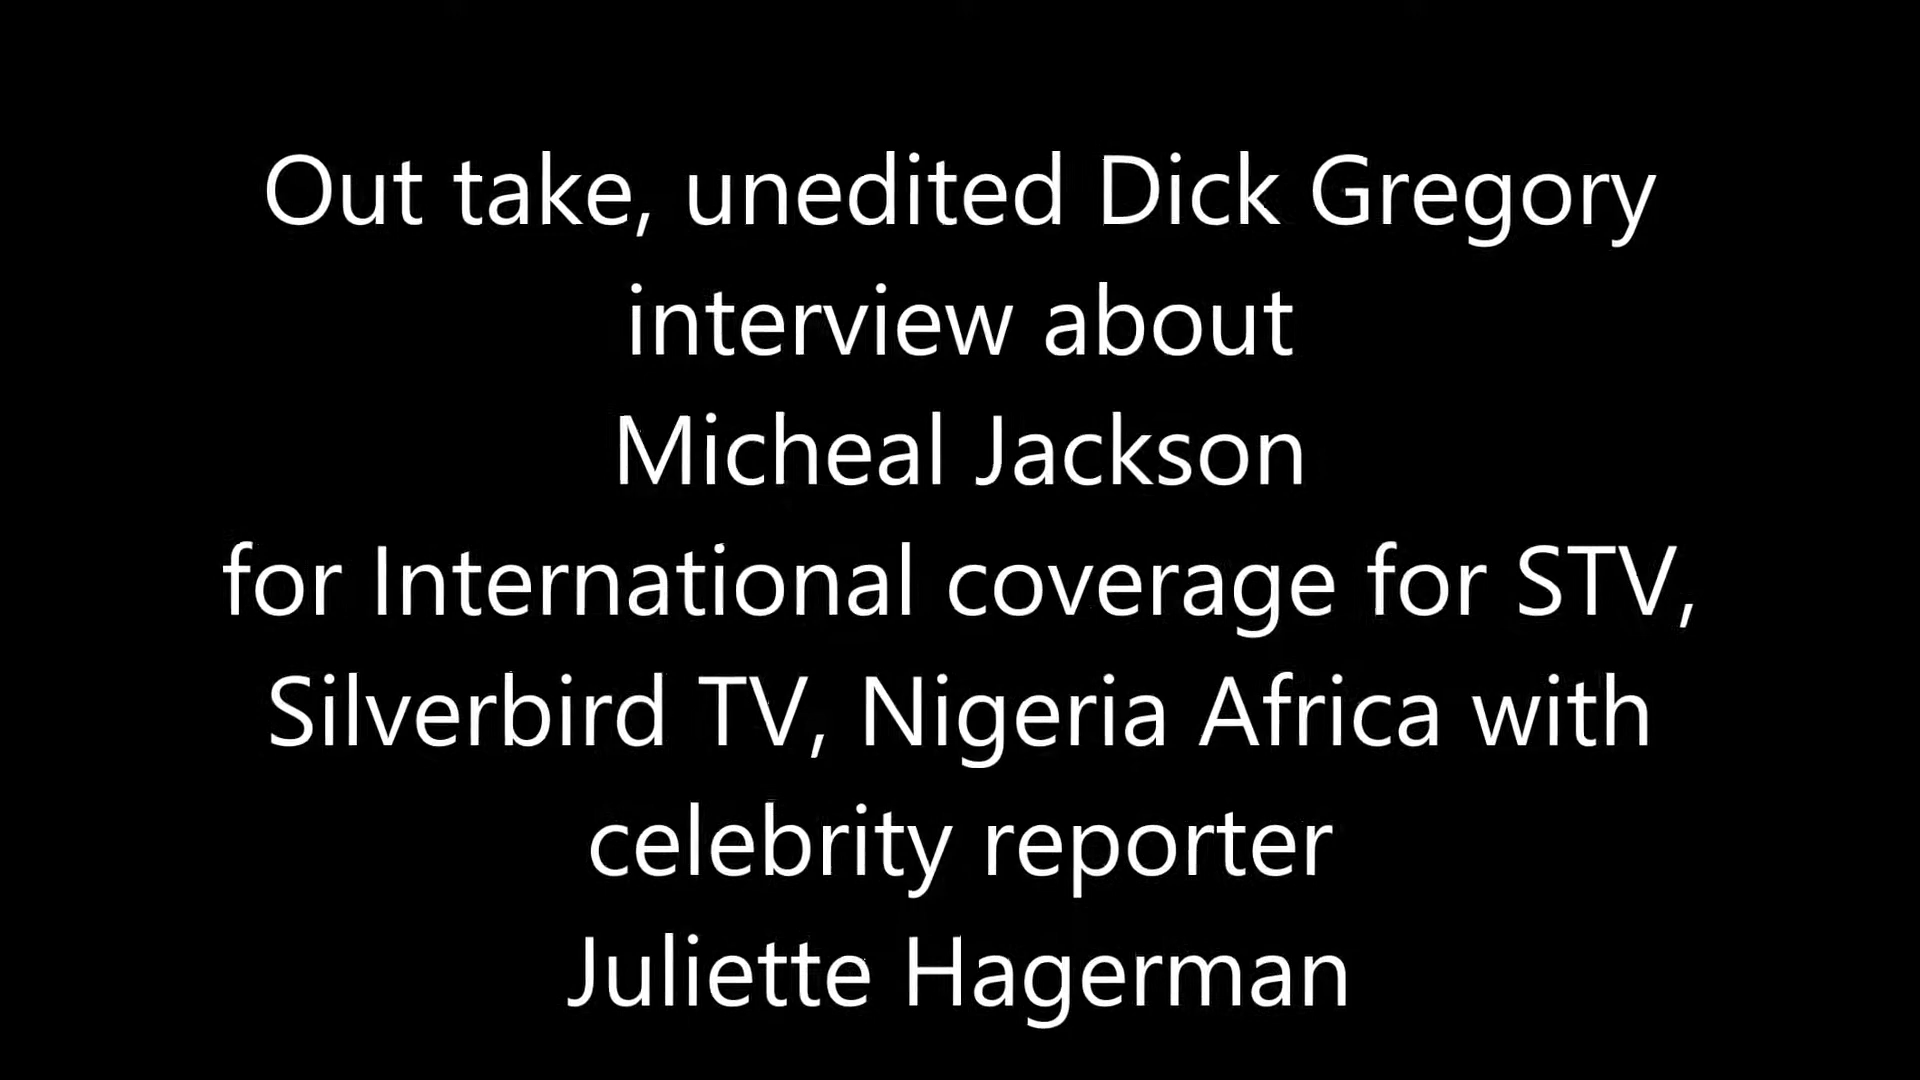 Out take, unedited Dick Gregory
interview about
Micheal Jackson
for International coverage for STV,
Silverbird TV, Nigeria Africa with
celebrity reporter
Juliette Hagerman